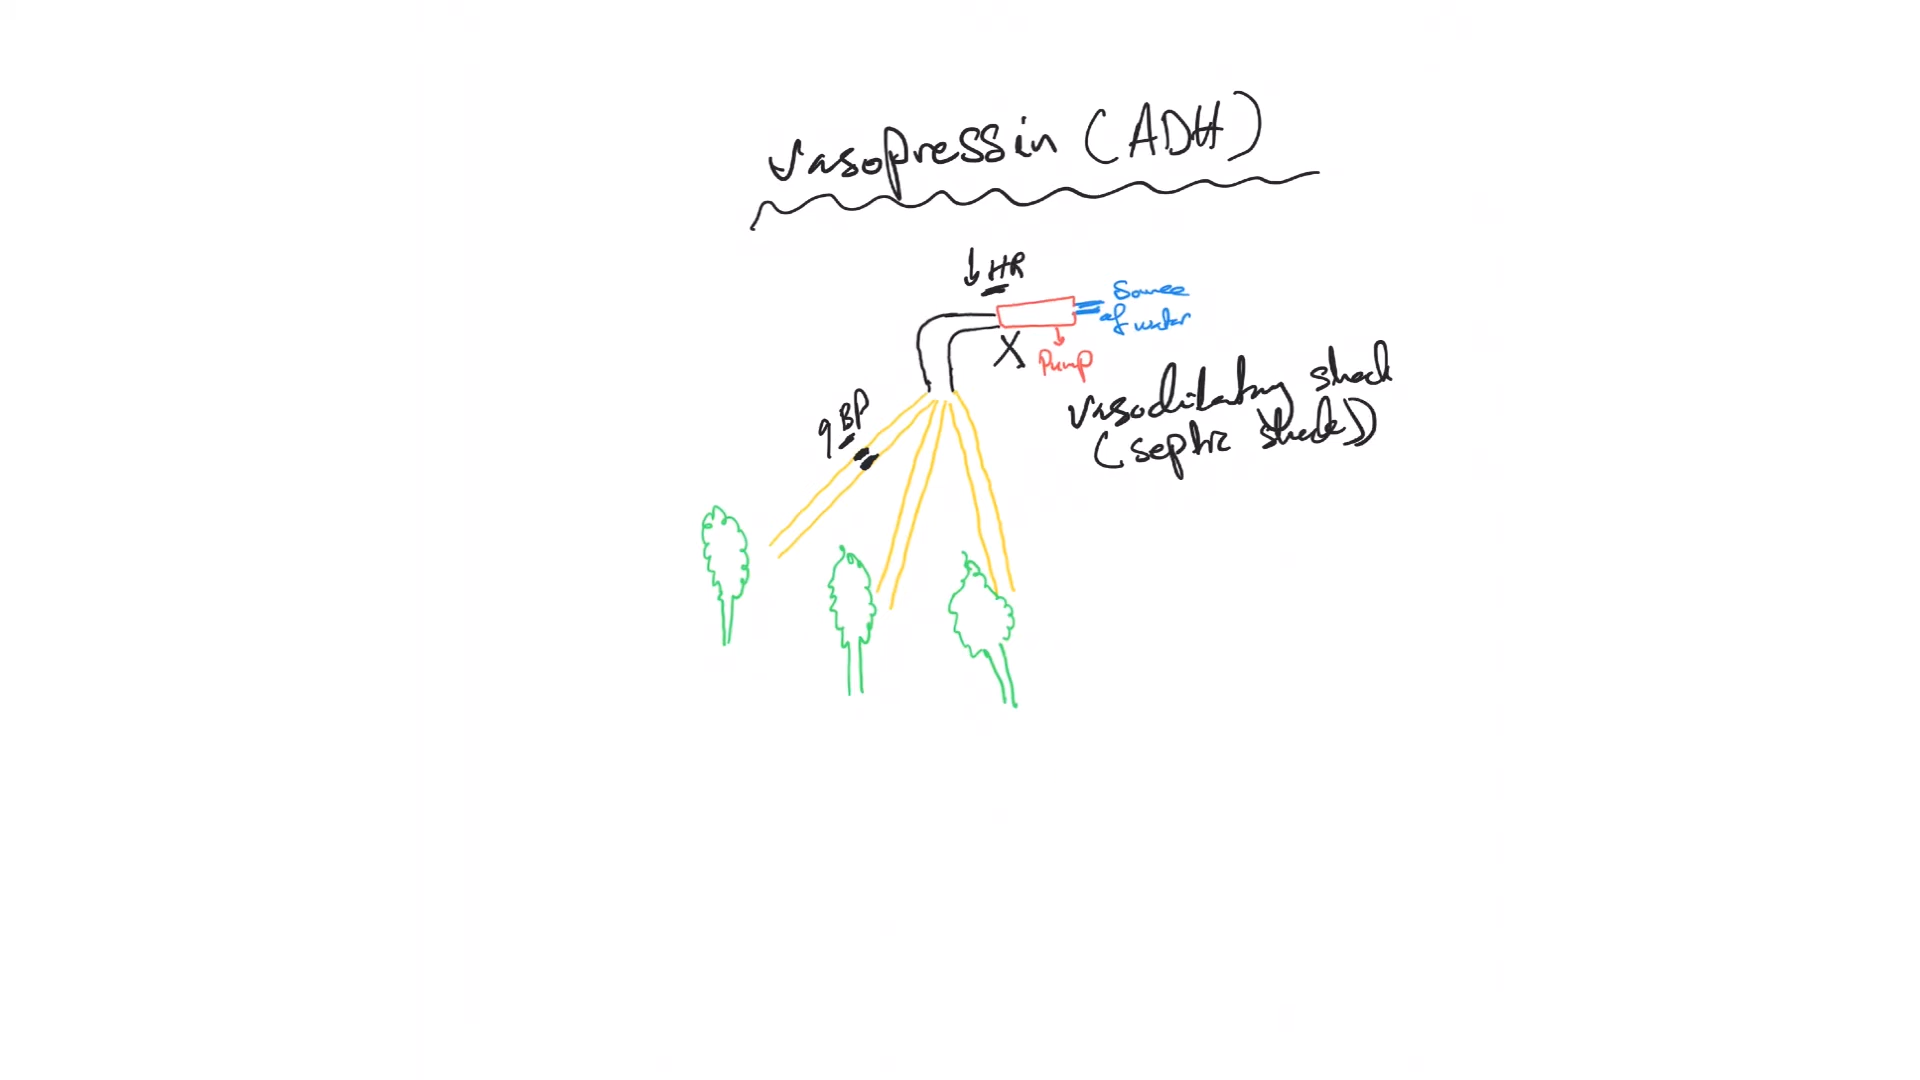 vasopressin (ADH)
↓ HR
Source
of water
X
Pump
vasodilatory shock
(septic shock)
↑ BP